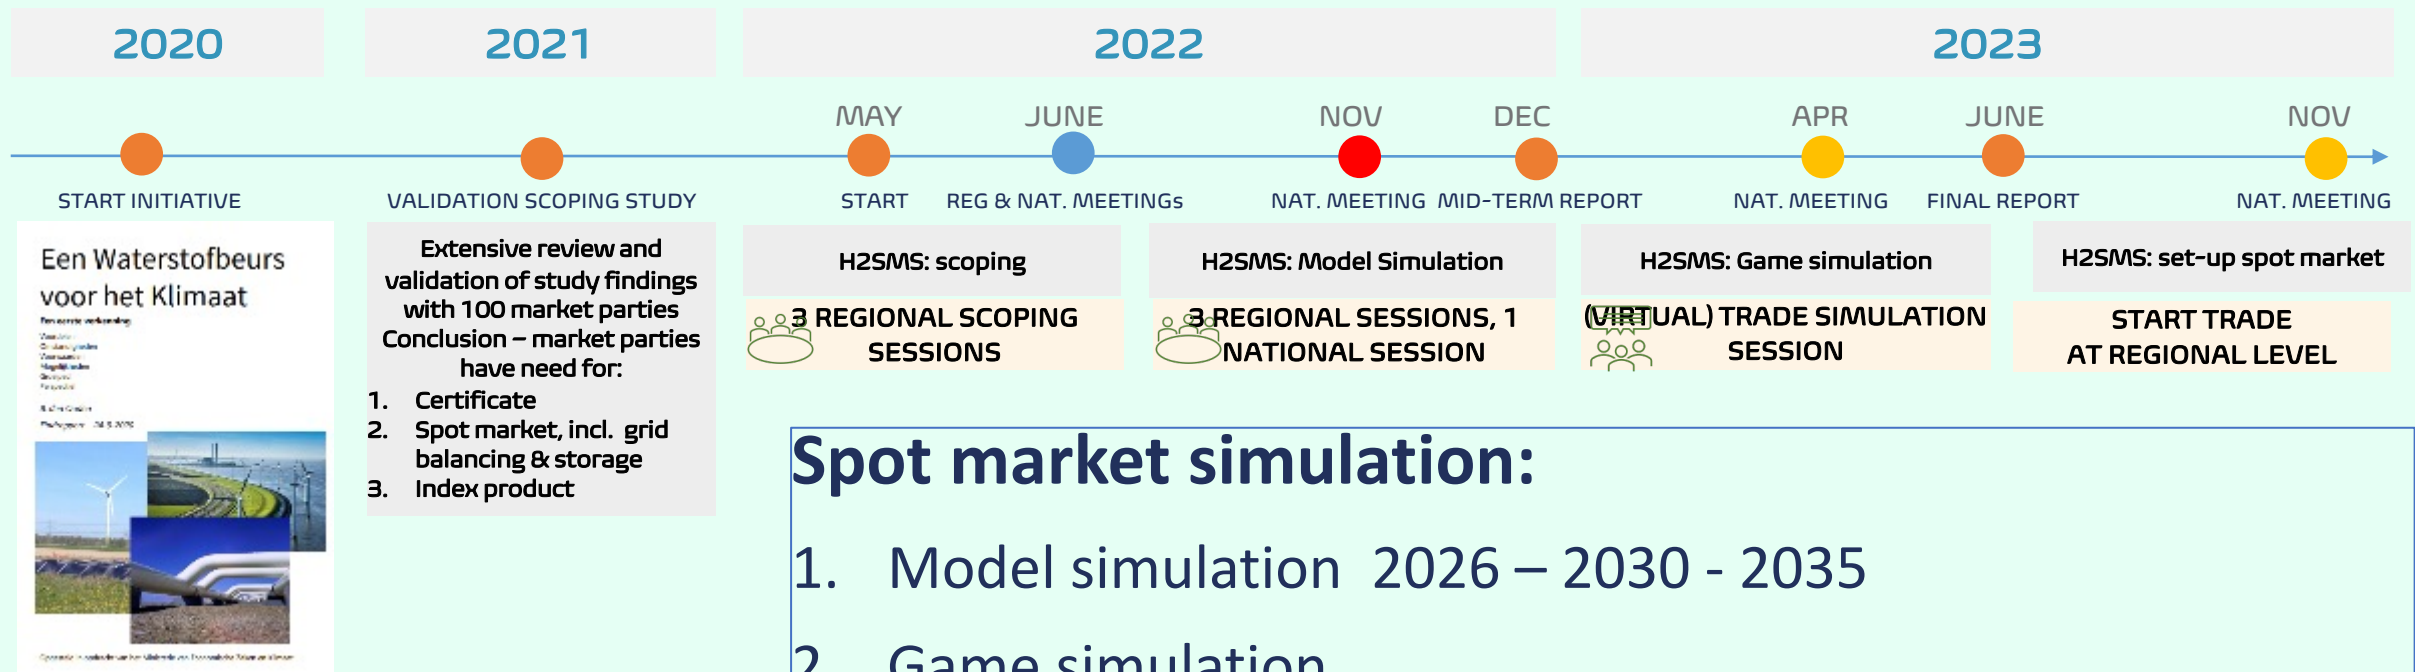 2020
2021
2022
2023
MAY
JUNE
NOV
DEC
APR
JUNE
NOV
START INITIATIVE
VALIDATION SCOPING STUDY
START
REG & NAT. MEETINGs
NAT. MEETING
MID-TERM REPORT
NAT. MEETING
FINAL REPORT
NAT. MEETING
Een Waterstofbeurs
voor het Klimaat
Een eerste verkenning
Extensive review and
validation of study findings
with 100 market parties
Conclusion – market parties
have need for:
1. Certificate
2. Spot market, incl. grid
balancing & storage
3. Index product
H2SMS: scoping
3 REGIONAL SCOPING
SESSIONS
H2SMS: Model Simulation
3 REGIONAL SESSIONS, 1
NATIONAL SESSION
H2SMS: Game simulation
(VIRTUAL) TRADE SIMULATION
SESSION
H2SMS: set-up spot market
START TRADE
AT REGIONAL LEVEL
Spot market simulation:
1. Model simulation 2026 – 2030 - 2035
2. Game simulation